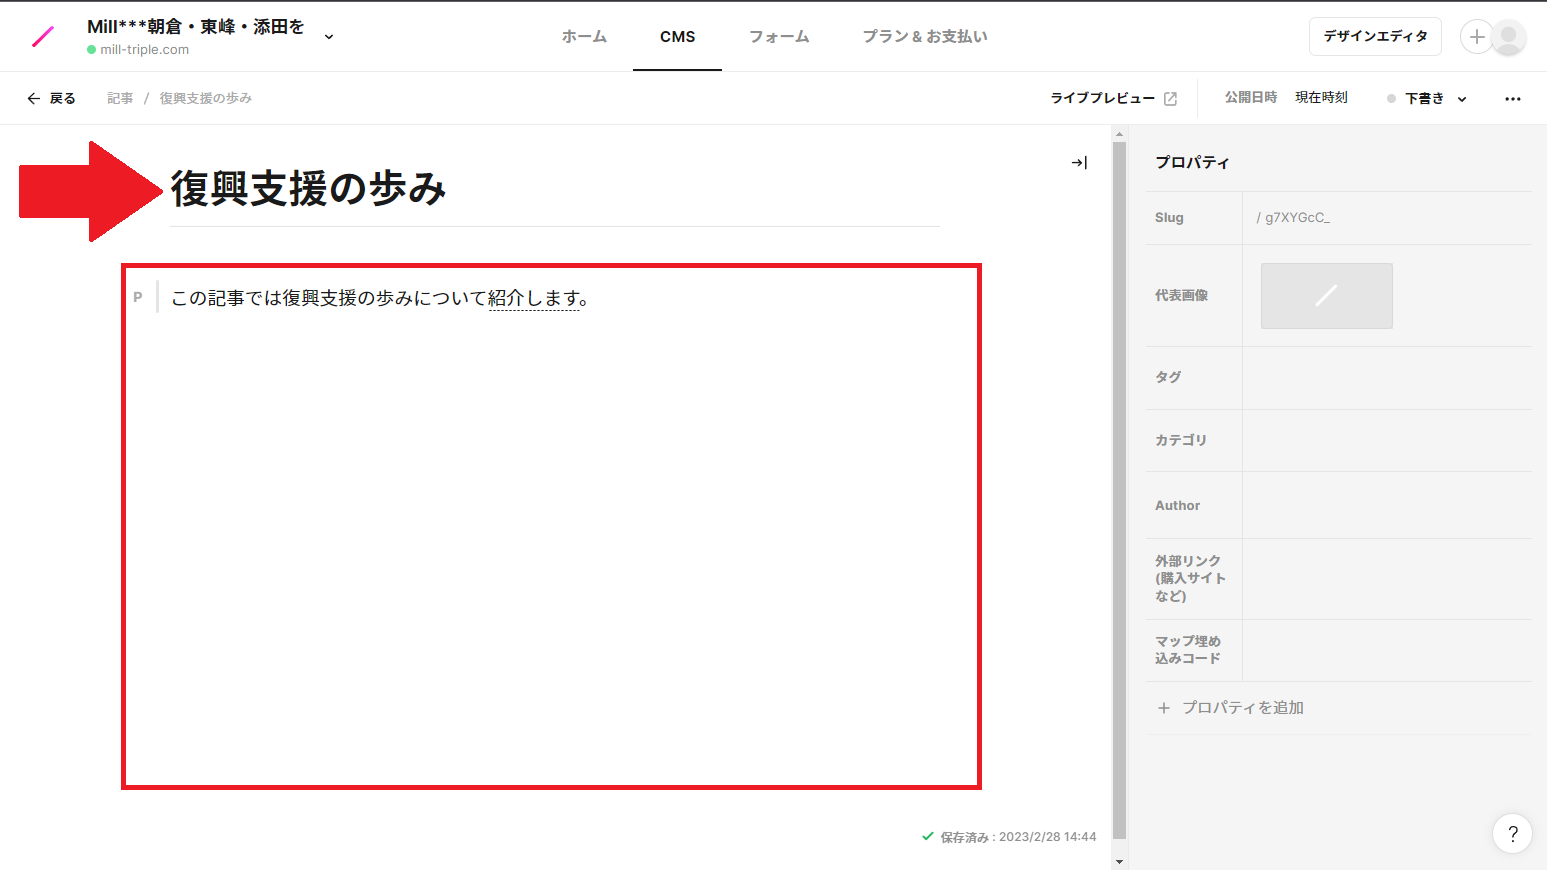 Mill***朝倉・東峰・添田を
mill-triple.com
ホーム
CMS
フォーム
プラン & お支払い
デザインエディタ
戻る
記事 / 復興支援の歩み
ライブプレビュー
公開日時 現在時刻
下書き
復興支援の歩み
P
この記事では復興支援の歩みについて紹介します。
保存済み : 2023/2/28 14:44
プロパティ
Slug
/ g7XYGcC_
代表画像
タグ
カテゴリ
Author
外部リンク
(購入サイト
など)
マップ埋め
込みコード
+ プロパティを追加
?